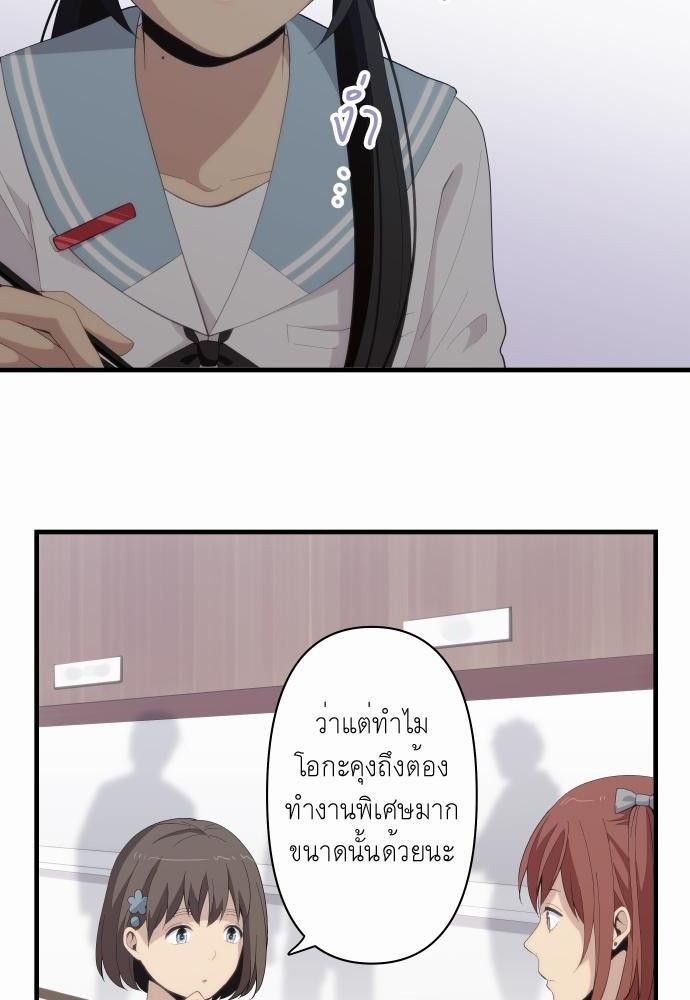 ง่ำ...
ว่าแต่ทำไม
โอกะคุงถึงต้อง
ทำงานพิเศษมาก
ขนาดนั้นด้วยนะ